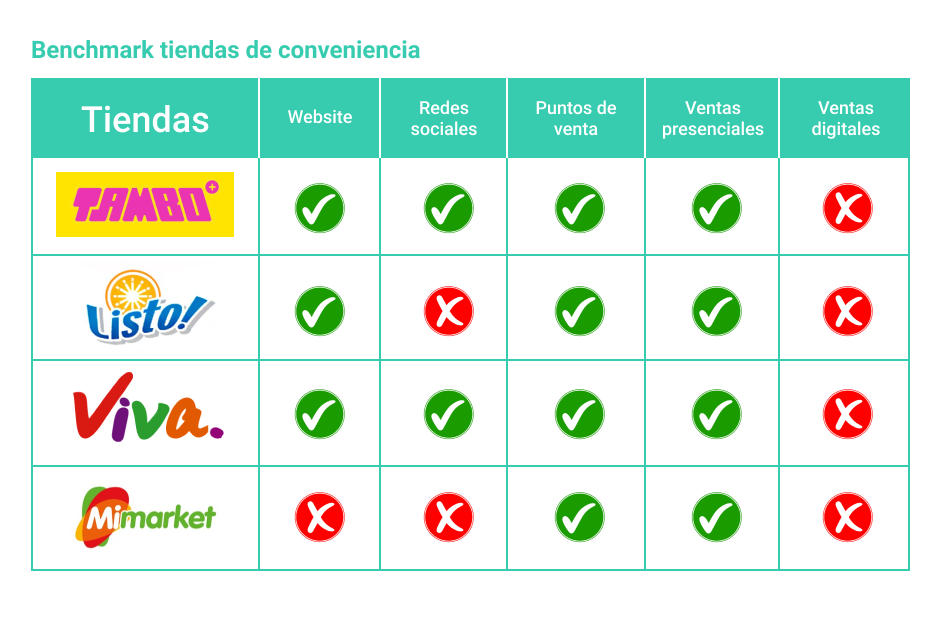 Benchmark tiendas de conveniencia
Tiendas
Website
Redes
sociales
Puntos de
venta
Ventas
presenciales
Ventas
digitales
TAMBO+
Listo!
Viva.
Mimarket